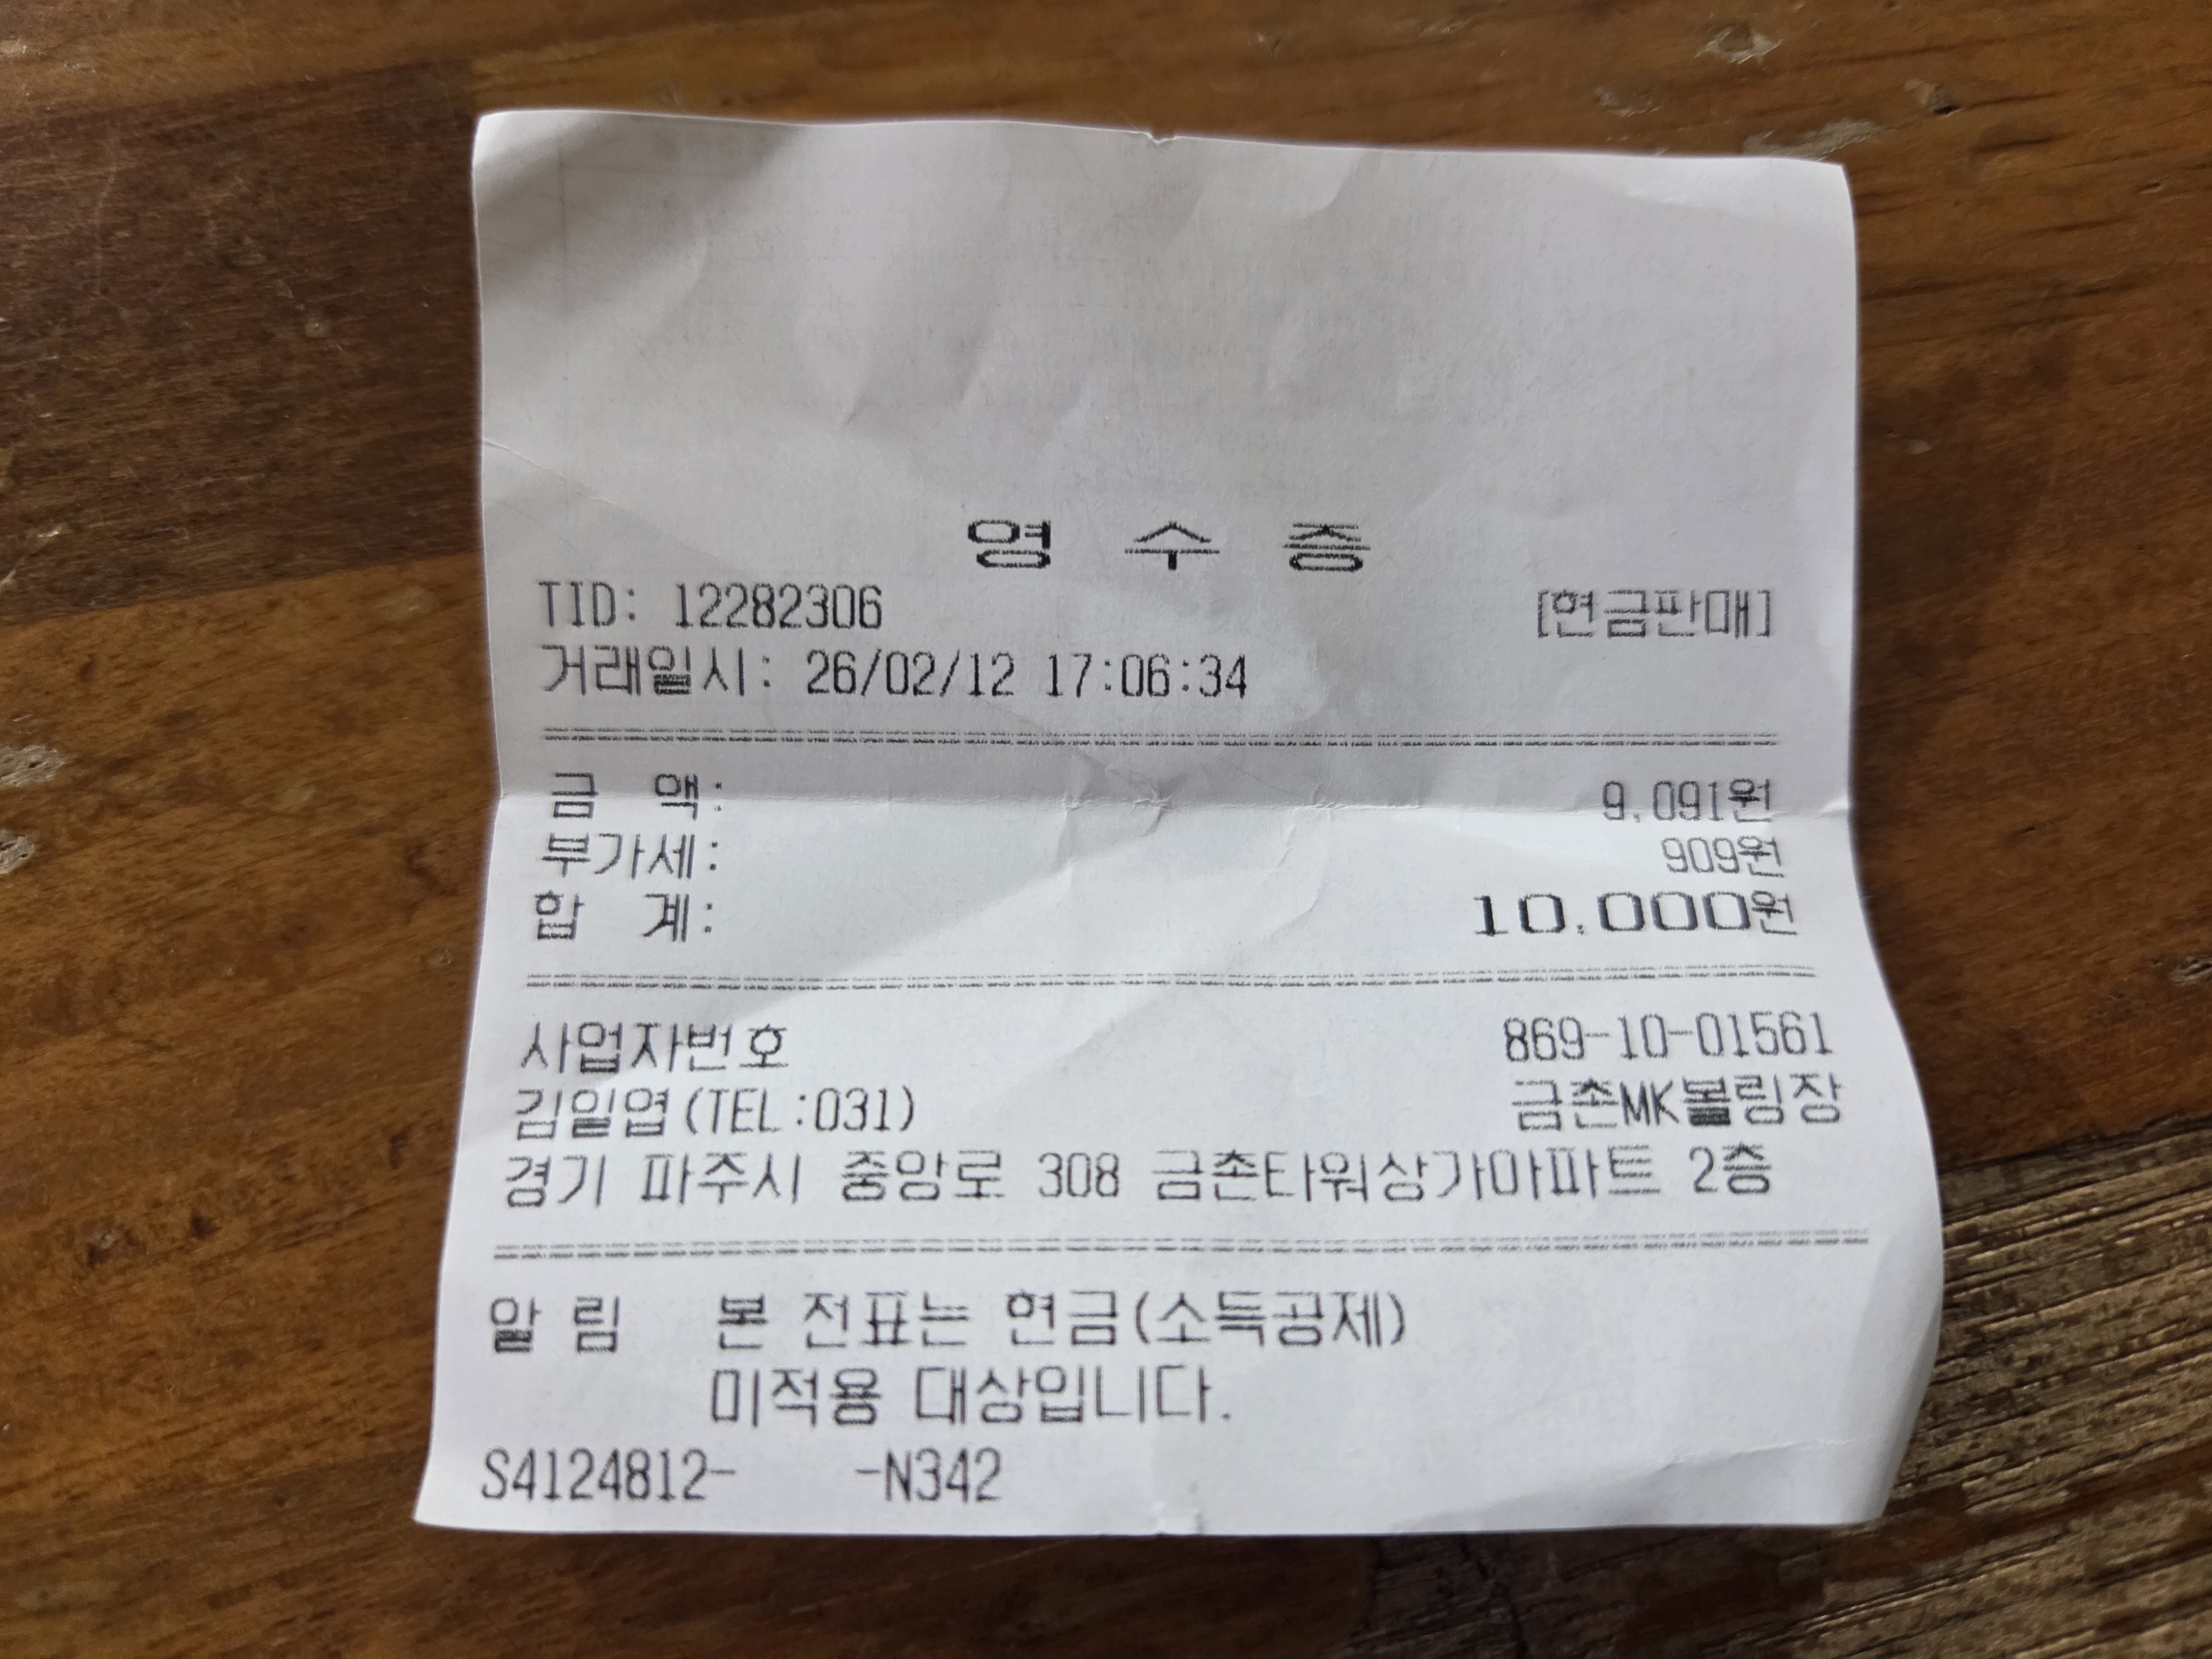 영 수 증
TID: 12282306 [현금판매]
거래일시: 26/02/12 17:06:34
금 액: 9,091원
부가세: 909원
합 계: 10,000원
사업자번호 869-10-01561
김일엽(TEL:031) 금촌MK볼링장
경기 파주시 중앙로 308 금촌타워상가아파트 2층
알 림 본 전표는 현금(소득공제)
미적용 대상입니다.
S4124812- -N342